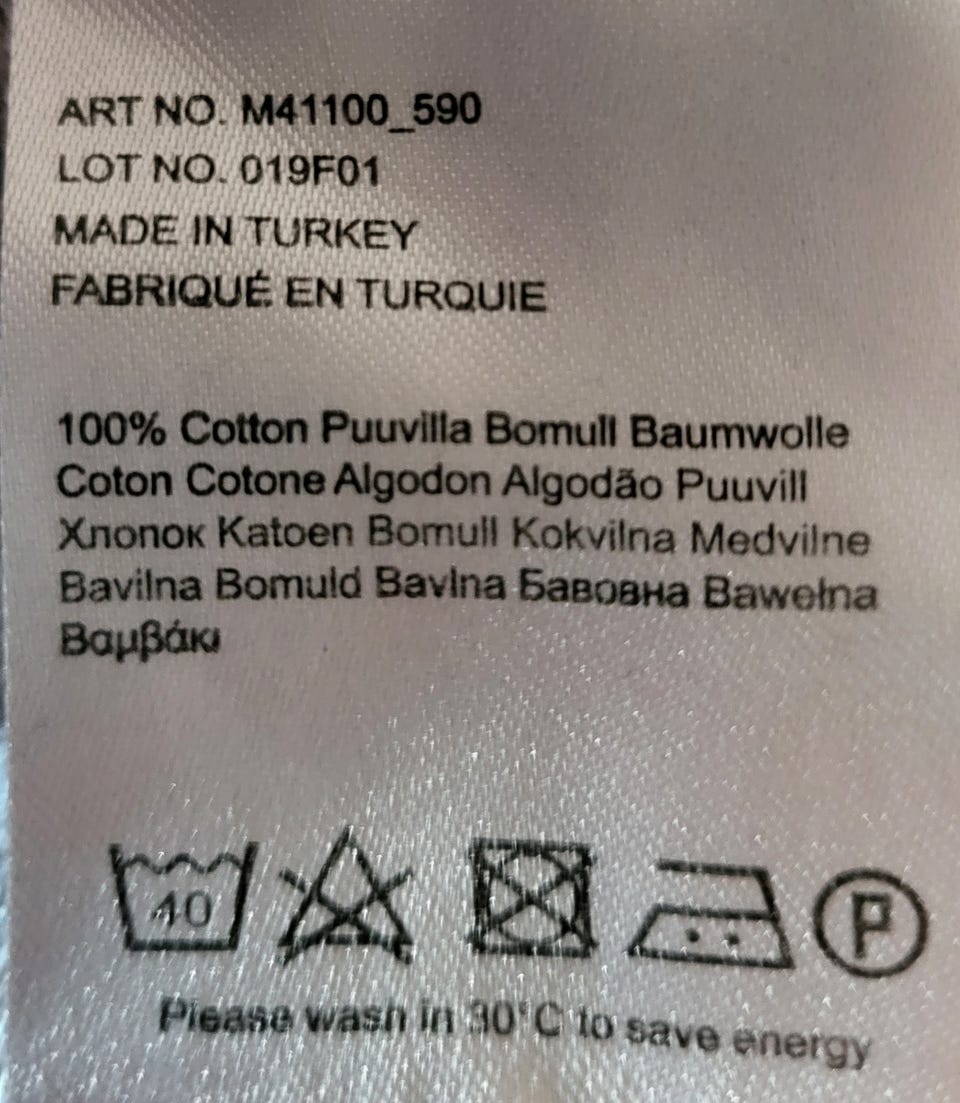 ART NO. M41100_590
LOT NO. 019F01
MADE IN TURKEY
FABRIQUÉ EN TURQUIE
100% Cotton Puuvilla Bomull Baumwolle
Coton Cotone Algodon Algodão Puuvill
Хлопок Katoen Bomull Kokvilna Medvilne
Bavilna Bomuld Bavlna Бавовна Bawełna
Βαμβάκι
40
P
Please wash in 30°C to save energy